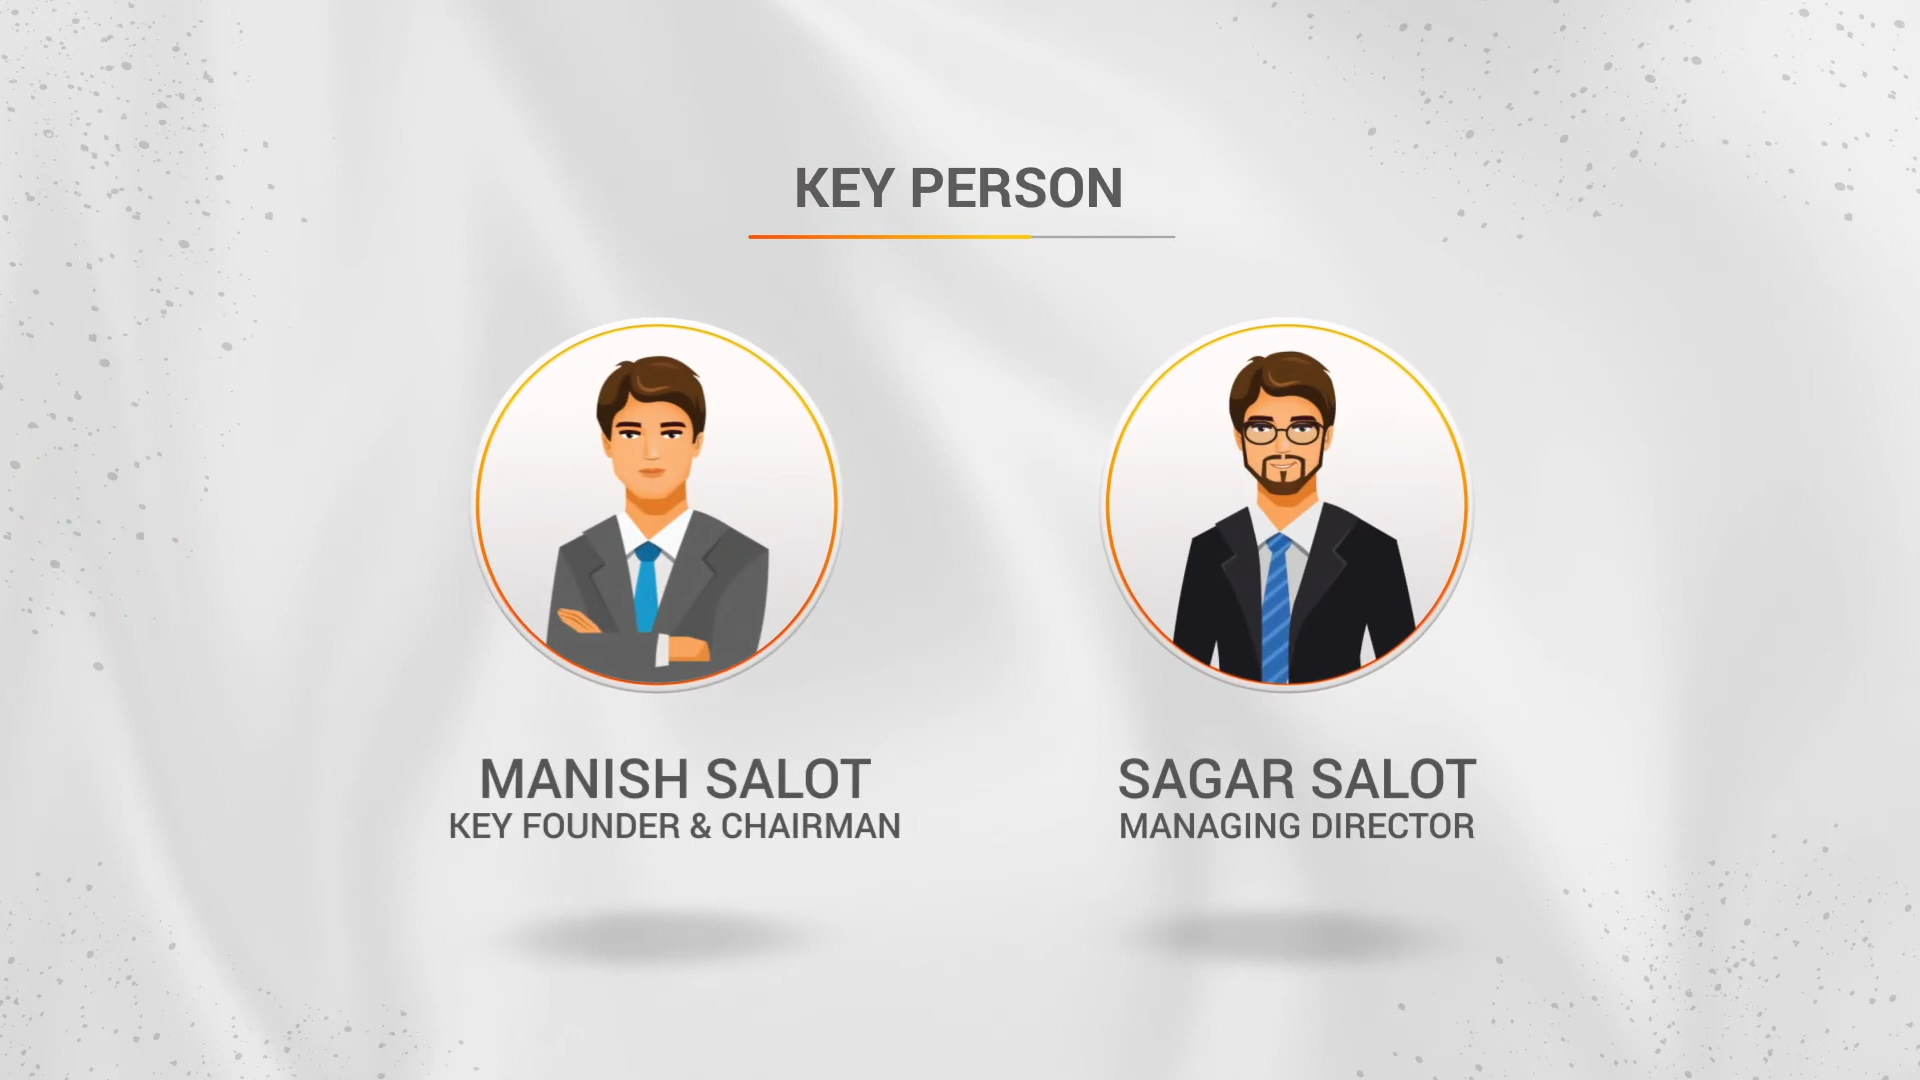 KEY PERSON
MANISH SALOT
KEY FOUNDER & CHAIRMAN
SAGAR SALOT
MANAGING DIRECTOR